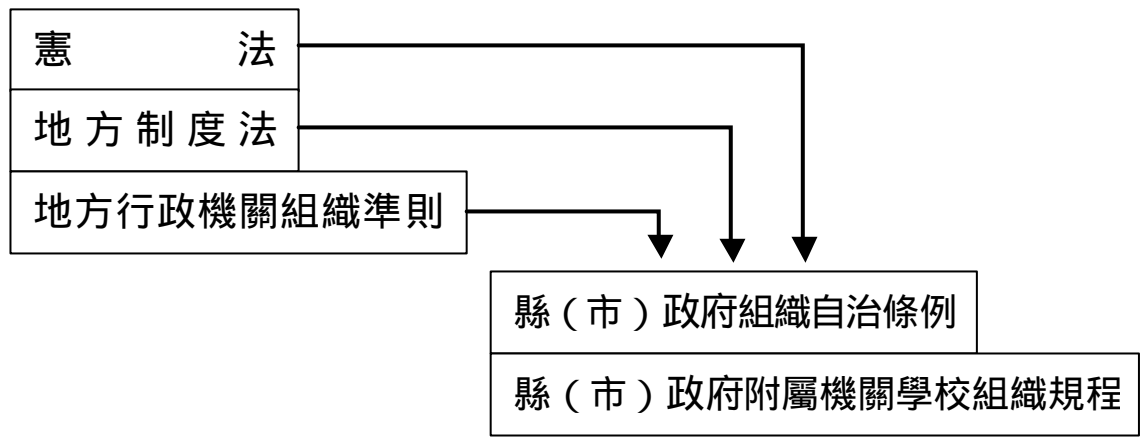 憲法
地方制度法
地方行政機關組織準則
縣（市）政府組織自治條例
縣（市）政府附屬機關學校組織規程